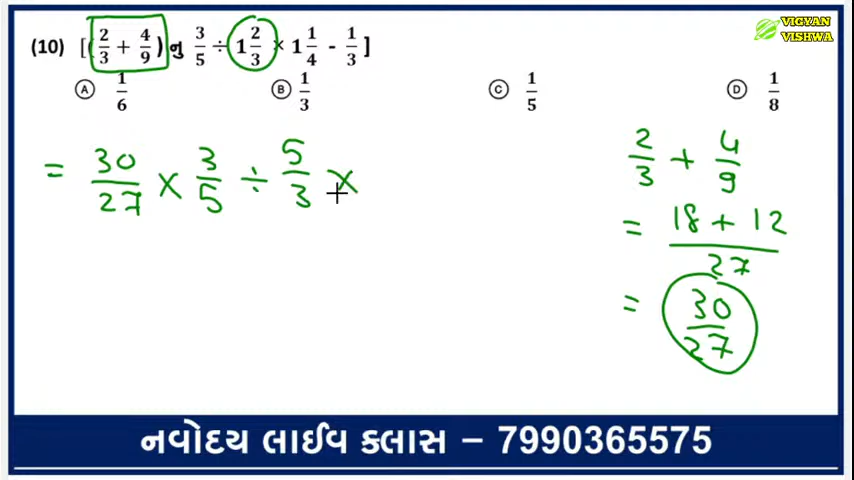 VIGYAN
VISHWA
(10) [(2/3 + 4/9) નુ 3/5 ÷ 1 2/3 × 1 1/4 - 1/3 ]
A 1/6 B 1/3 C 1/5 D 1/8
= 30/27 × 3/5 ÷ 5/3 ×
2/3 + 4/9
= 18 + 12 / 27
= 30/27
નવોદય લાઈવ ક્લાસ – 7990365575